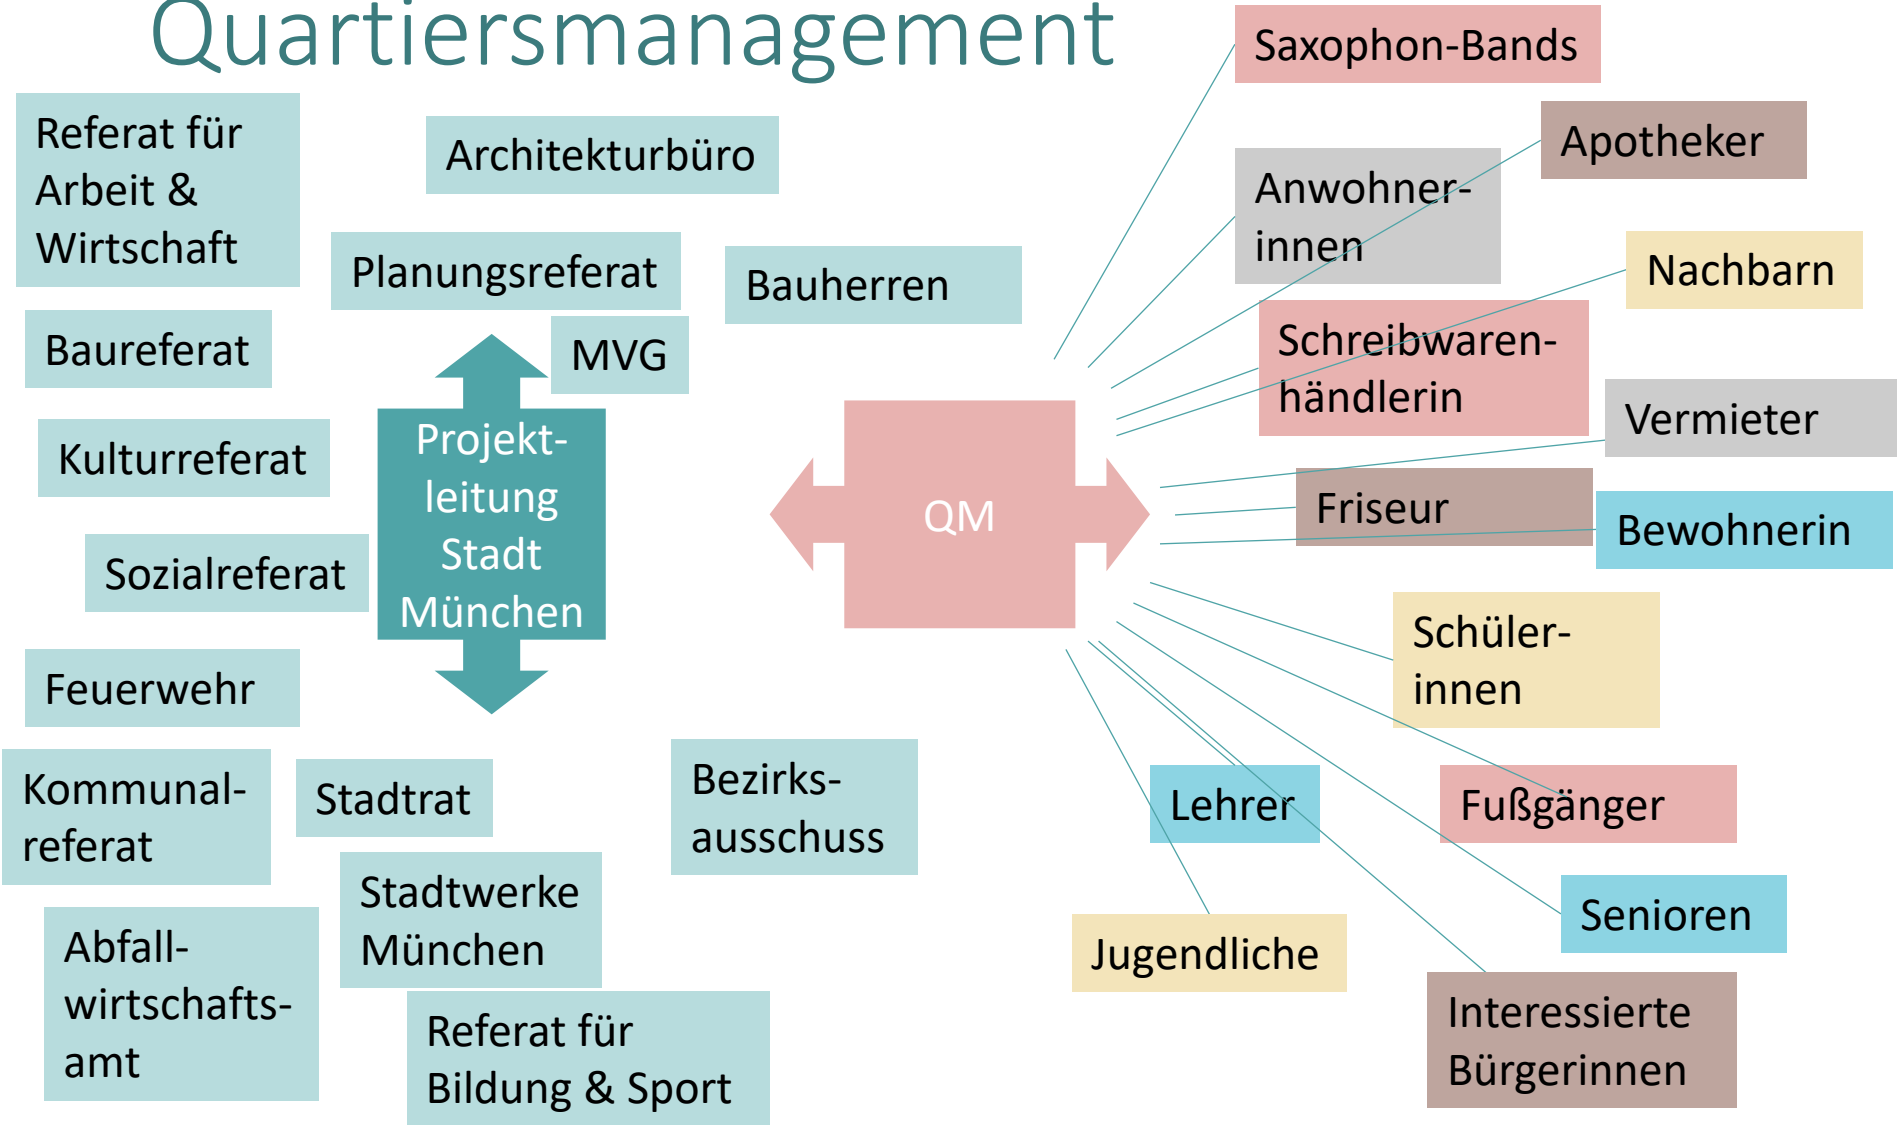 Quartiersmanagement
Referat für
Arbeit &
Wirtschaft
Architekturbüro
Planungsreferat
Bauherren
MVG
Baureferat
Kulturreferat
Sozialreferat
Projekt-
leitung
Stadt
München
Feuerwehr
Kommunal-
referat
Stadtrat
Bezirks-
ausschuss
Stadtwerke
München
Abfall-
wirtschafts-
amt
Referat für
Bildung & Sport
QM
Saxophon-Bands
Apotheker
Anwohner-
innen
Nachbarn
Schreibwaren-
händlerin
Vermieter
Friseur
Bewohnerin
Schüler-
innen
Lehrer
Fußgänger
Senioren
Jugendliche
Interessierte
Bürgerinnen